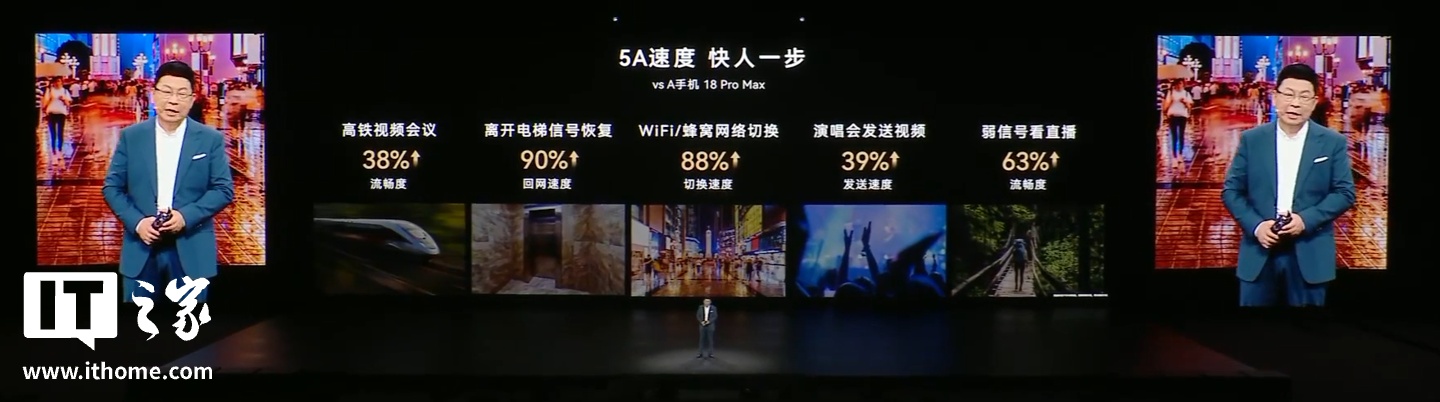 5A速度 快人一步
vs A手机 18 Pro Max
高铁视频会议
38%↑
流畅度
离开电梯信号恢复
90%↑
回网速度
WiFi/蜂窝网络切换
88%↑
切换速度
演唱会发送视频
39%↑
发送速度
弱信号看直播
63%↑
流畅度
IT之家
www.ithome.com